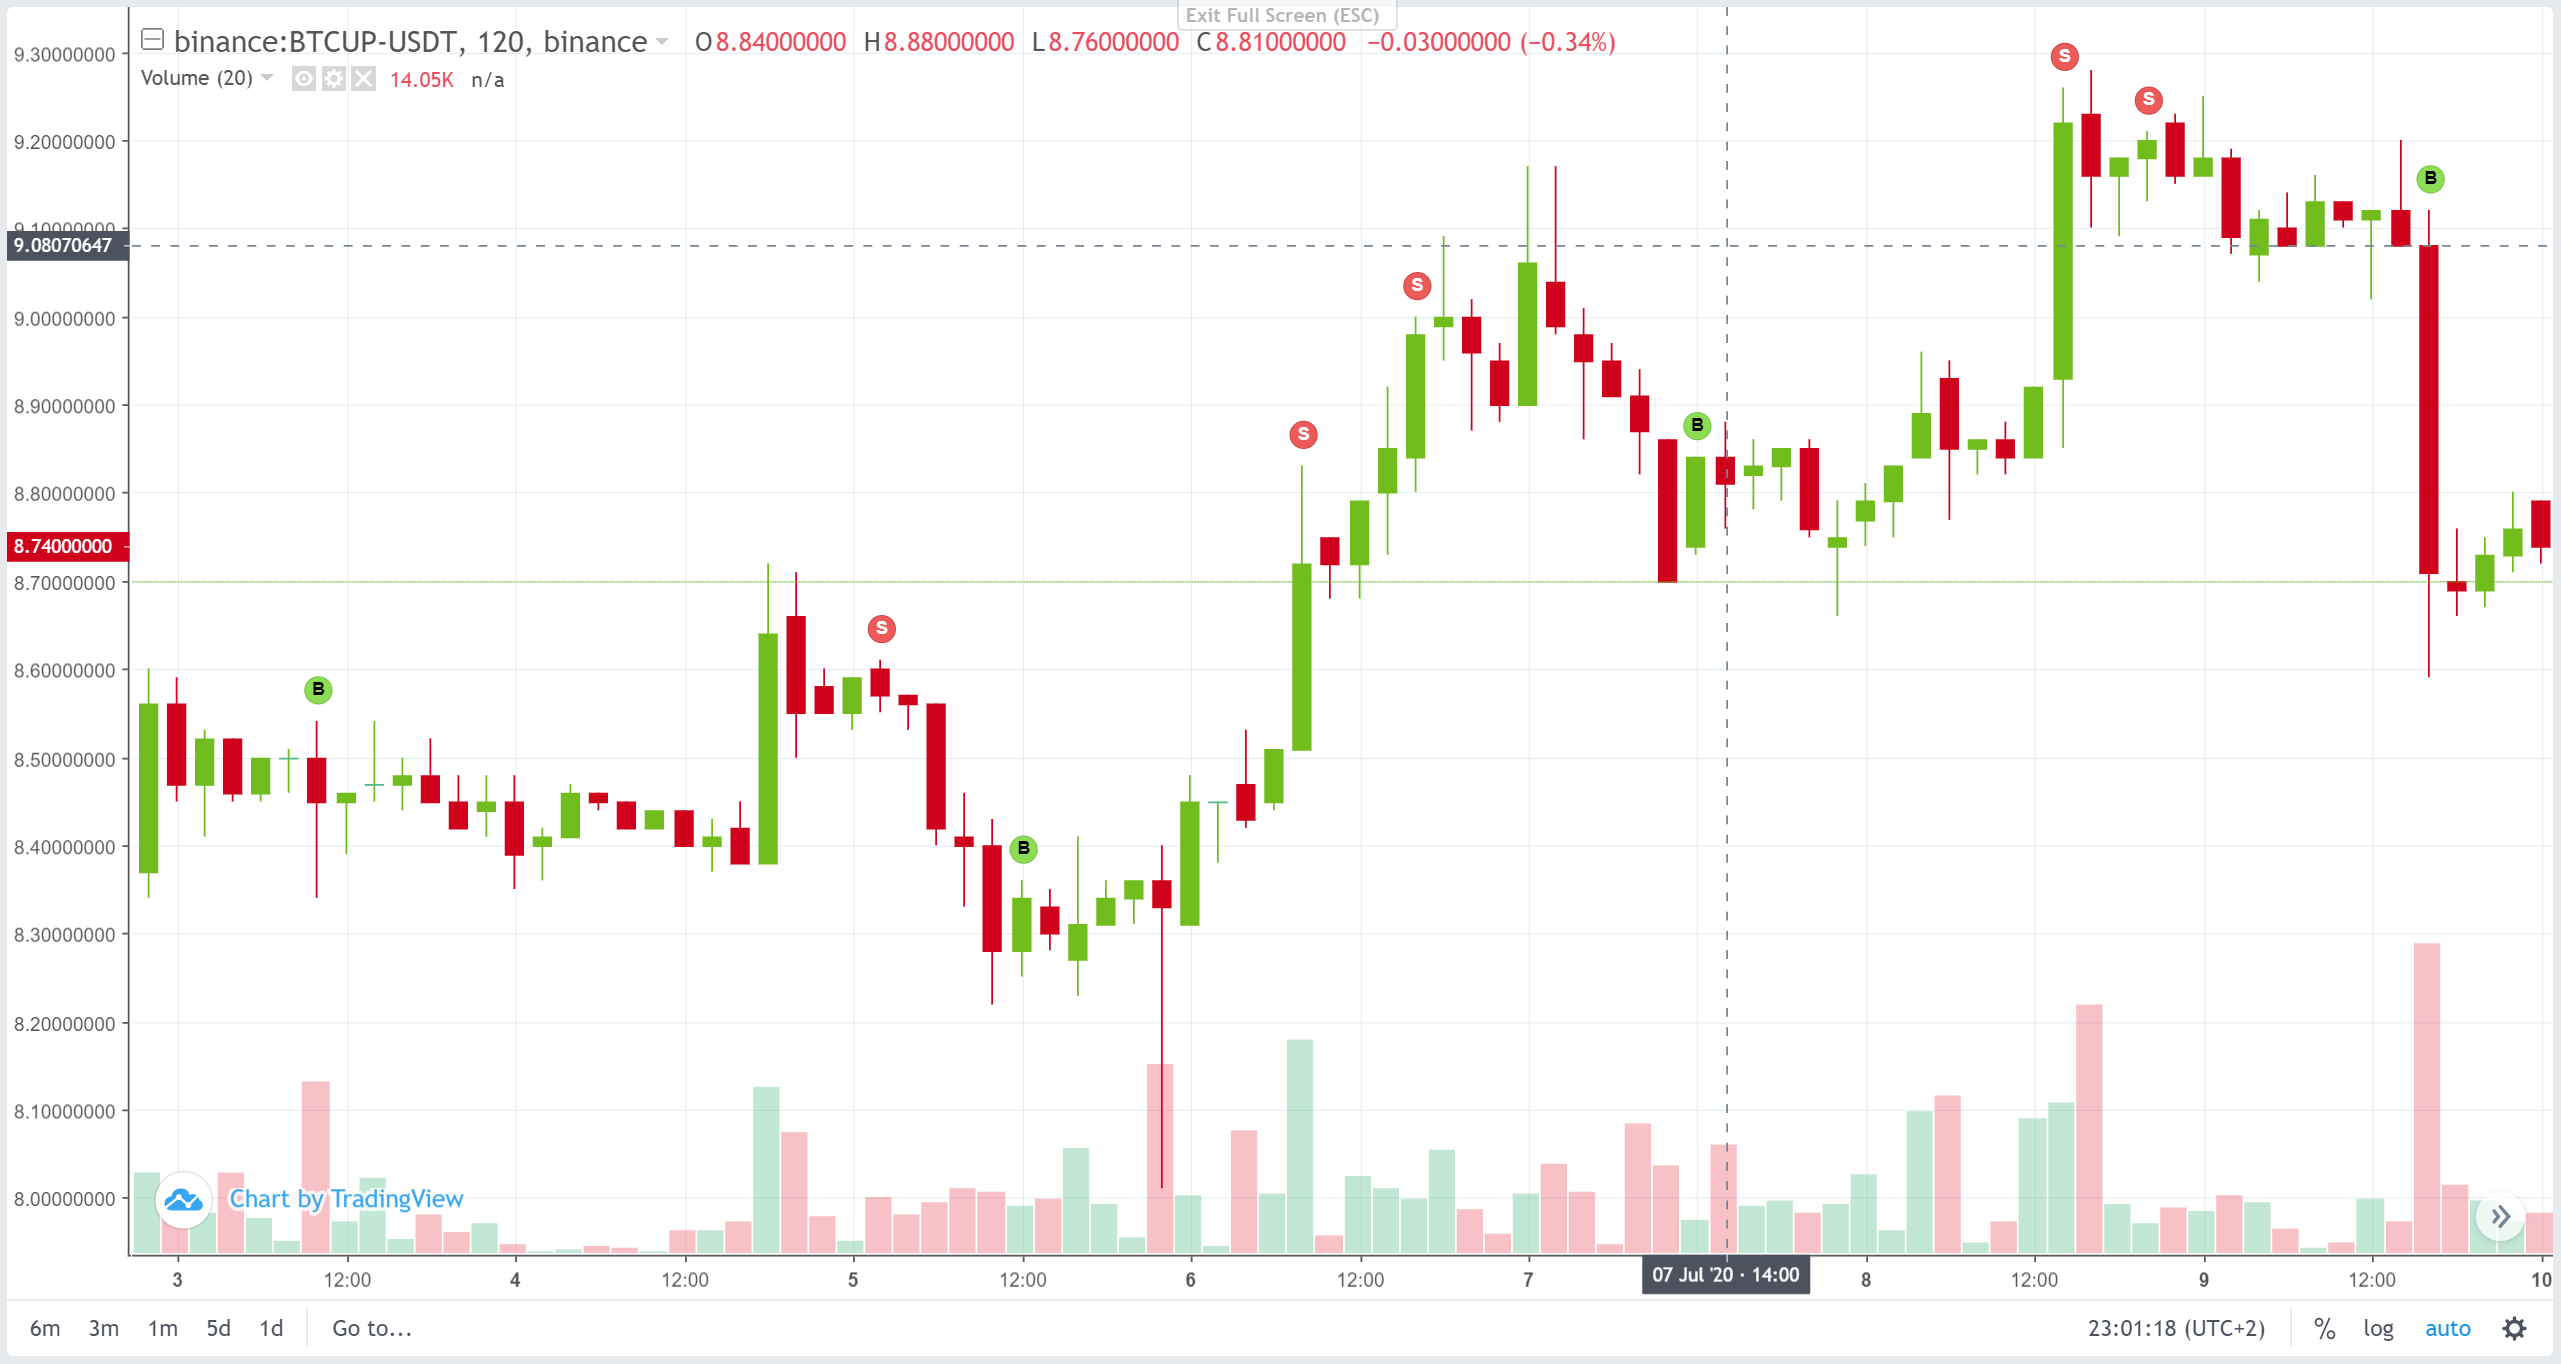 Exit Full Screen (ESC)
binance:BTCUP-USDT, 120, binance O8.84000000 H8.88000000 L8.76000000 C8.81000000 −0.03000000 (−0.34%)
Volume (20) 14.05K n/a
9.30000000
9.20000000
9.10000000
9.08070647
9.00000000
8.90000000
8.80000000
8.74000000
8.70000000
8.60000000
8.50000000
8.40000000
8.30000000
8.20000000
8.10000000
8.00000000
S
S
B
S
S
B
S
B
B
Chart by TradingView
3 12:00 4 12:00 5 12:00 6 12:00 7 07 Jul '20 · 14:00 8 12:00 9 12:00 10
6m 3m 1m 5d 1d Go to... 23:01:18 (UTC+2) % log auto